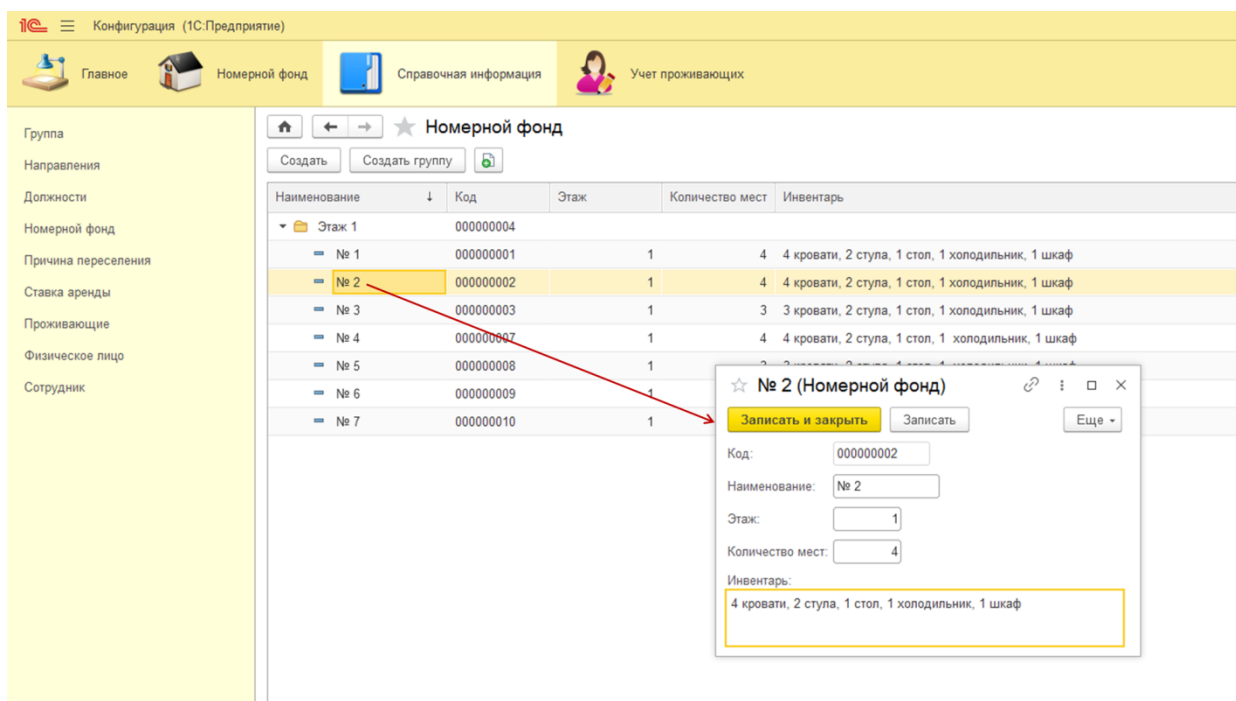 1С Конфигурация (1С:Предприятие)
Главное Номерной фонд Справочная информация Учет проживающих
Группа
Направления
Должности
Номерной фонд
Причина переселения
Ставка аренды
Проживающие
Физическое лицо
Сотрудник
Номерной фонд
Создать Создать группу
Наименование ↓ Код Этаж Количество мест Инвентарь
Этаж 1 000000004
№ 1 000000001 1 4 4 кровати, 2 стула, 1 стол, 1 холодильник, 1 шкаф
№ 2 000000002 1 4 4 кровати, 2 стула, 1 стол, 1 холодильник, 1 шкаф
№ 3 000000003 1 3 3 кровати, 2 стула, 1 стол, 1 холодильник, 1 шкаф
№ 4 000000007 1 4 4 кровати, 2 стула, 1 стол, 1 холодильник, 1 шкаф
№ 5 000000008 1
№ 6 000000009 1
№ 7 000000010 1
№ 2 (Номерной фонд)
Записать и закрыть Записать Еще
Код: 000000002
Наименование: № 2
Этаж: 1
Количество мест: 4
Инвентарь:
4 кровати, 2 стула, 1 стол, 1 холодильник, 1 шкаф